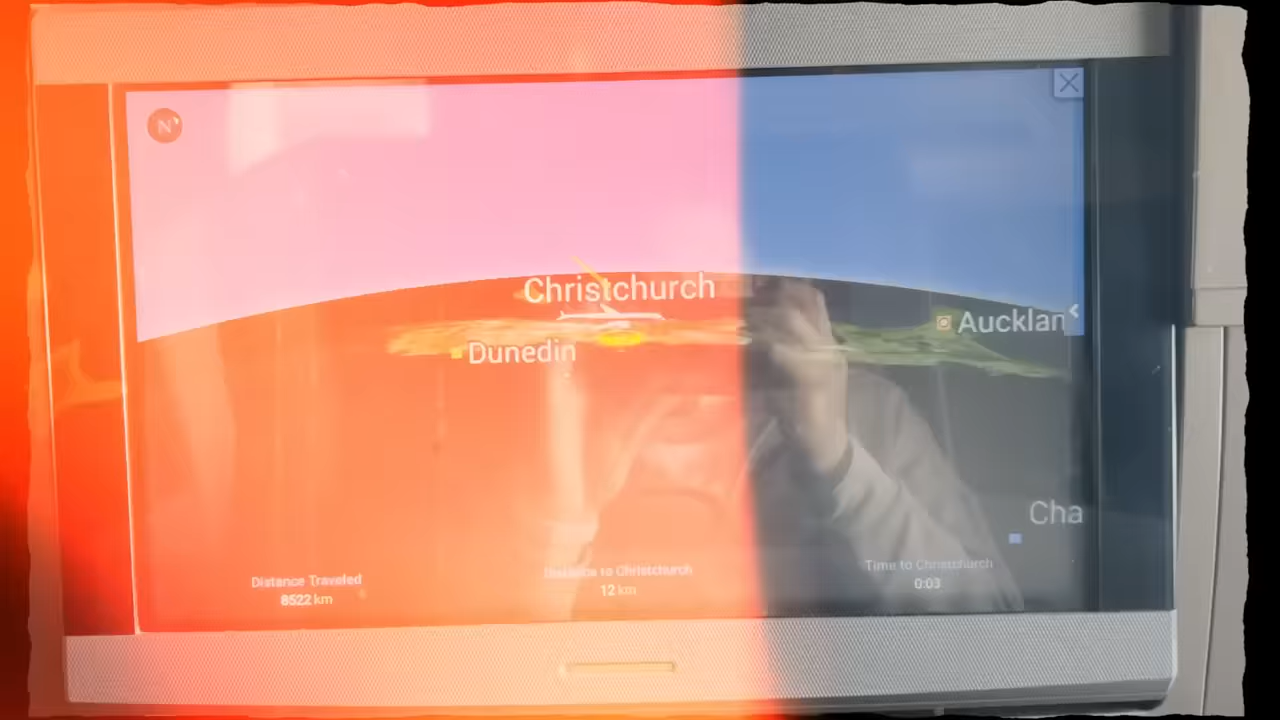 N
Christchurch
Aucklan
Dunedin
Cha
Distance Traveled
8522 km
Distance to Christchurch
12 km
Time to Christchurch
0:03